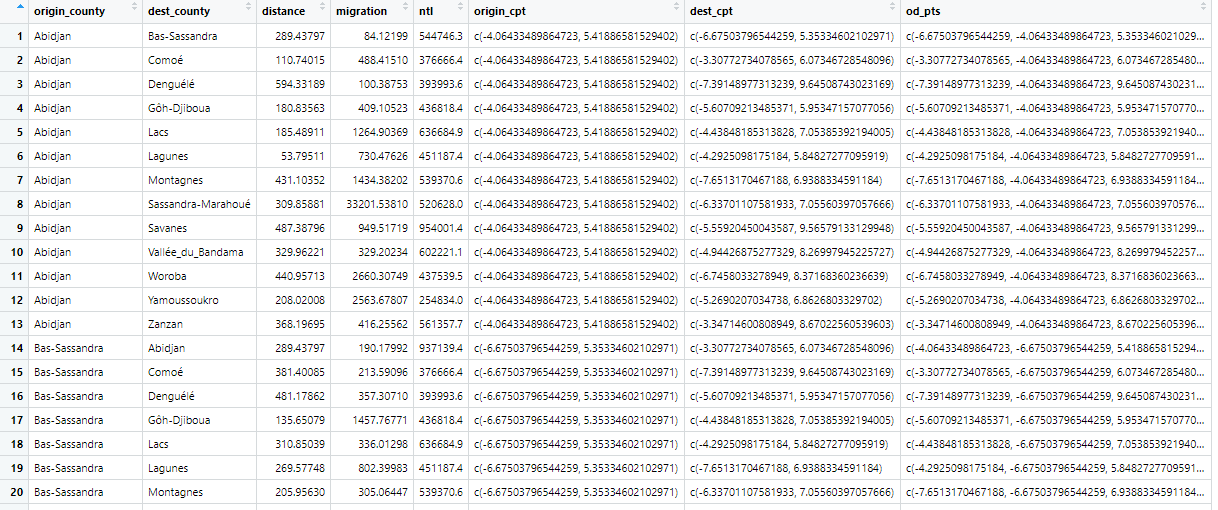 origin_county dest_county distance migration ntl origin_cpt dest_cpt od_pts
1 Abidjan Bas-Sassandra 289.43797 84.12199 544746.3 c(-4.06433489864723, 5.41886581529402) c(-6.67503796544259, 5.35334602102971) c(-6.67503796544259, -4.06433489864723, 5.353346021029...
2 Abidjan Comoé 110.74015 488.41510 376666.4 c(-4.06433489864723, 5.41886581529402) c(-3.30772734078565, 6.07346728548096) c(-3.30772734078565, -4.06433489864723, 6.073467285480...
3 Abidjan Denguélé 594.33189 100.38753 393993.6 c(-4.06433489864723, 5.41886581529402) c(-7.39148977313239, 9.64508743023169) c(-7.39148977313239, -4.06433489864723, 9.645087430231...
4 Abidjan Gôh-Djiboua 180.83563 409.10523 436818.4 c(-4.06433489864723, 5.41886581529402) c(-5.60709213485371, 5.95347157077056) c(-5.60709213485371, -4.06433489864723, 5.953471570770...
5 Abidjan Lacs 185.48911 1264.90369 636684.9 c(-4.06433489864723, 5.41886581529402) c(-4.43848185313828, 7.05385392194005) c(-4.43848185313828, -4.06433489864723, 7.053853921940...
6 Abidjan Lagunes 53.79511 730.47626 451187.4 c(-4.06433489864723, 5.41886581529402) c(-4.2925098175184, 5.84827277095919) c(-4.2925098175184, -4.06433489864723, 5.8482727709591...
7 Abidjan Montagnes 431.10352 1434.38202 539370.6 c(-4.06433489864723, 5.41886581529402) c(-7.6513170467188, 6.9388334591184) c(-7.6513170467188, -4.06433489864723, 6.9388334591184...
8 Abidjan Sassandra-Marahoué 309.85881 33201.53810 520628.0 c(-4.06433489864723, 5.41886581529402) c(-6.33701107581933, 7.05560397057666) c(-6.33701107581933, -4.06433489864723, 7.055603970576...
9 Abidjan Savanes 487.38796 949.51719 954001.4 c(-4.06433489864723, 5.41886581529402) c(-5.55920450043587, 9.56579133129948) c(-5.55920450043587, -4.06433489864723, 9.565791331299...
10 Abidjan Vallée_du_Bandama 329.96221 329.20234 602221.1 c(-4.06433489864723, 5.41886581529402) c(-4.94426875277329, 8.26997945225727) c(-4.94426875277329, -4.06433489864723, 8.269979452257...
11 Abidjan Woroba 440.95713 2660.30749 437539.5 c(-4.06433489864723, 5.41886581529402) c(-6.7458033278949, 8.37168360236639) c(-6.7458033278949, -4.06433489864723, 8.3716836023663...
12 Abidjan Yamoussoukro 208.02008 2563.67807 254834.0 c(-4.06433489864723, 5.41886581529402) c(-5.2690207034738, 6.8626803329702) c(-5.2690207034738, -4.06433489864723, 6.8626803329702...
13 Abidjan Zanzan 368.19695 416.25562 561357.7 c(-4.06433489864723, 5.41886581529402) c(-3.34714600808949, 8.67022560539603) c(-3.34714600808949, -4.06433489864723, 8.670225605396...
14 Bas-Sassandra Abidjan 289.43797 190.17992 937139.4 c(-6.67503796544259, 5.35334602102971) c(-3.30772734078565, 6.07346728548096) c(-4.06433489864723, -6.67503796544259, 5.418865815294...
15 Bas-Sassandra Comoé 381.40085 213.59096 376666.4 c(-6.67503796544259, 5.35334602102971) c(-7.39148977313239, 9.64508743023169) c(-3.30772734078565, -6.67503796544259, 6.073467285480...
16 Bas-Sassandra Denguélé 481.17862 357.30710 393993.6 c(-6.67503796544259, 5.35334602102971) c(-5.60709213485371, 5.95347157077056) c(-7.39148977313239, -6.67503796544259, 9.645087430231...
17 Bas-Sassandra Gôh-Djiboua 135.65079 1457.76771 436818.4 c(-6.67503796544259, 5.35334602102971) c(-4.43848185313828, 7.05385392194005) c(-5.60709213485371, -6.67503796544259, 5.953471570770...
18 Bas-Sassandra Lacs 310.85039 336.01298 636684.9 c(-6.67503796544259, 5.35334602102971) c(-4.2925098175184, 5.84827277095919) c(-4.43848185313828, -6.67503796544259, 7.053853921940...
19 Bas-Sassandra Lagunes 269.57748 802.39983 451187.4 c(-6.67503796544259, 5.35334602102971) c(-7.6513170467188, 6.9388334591184) c(-4.2925098175184, -6.67503796544259, 5.8482727709591...
20 Bas-Sassandra Montagnes 205.95630 305.06447 539370.6 c(-6.67503796544259, 5.35334602102971) c(-6.33701107581933, 7.05560397057666) c(-7.6513170467188, -6.67503796544259, 6.9388334591184...